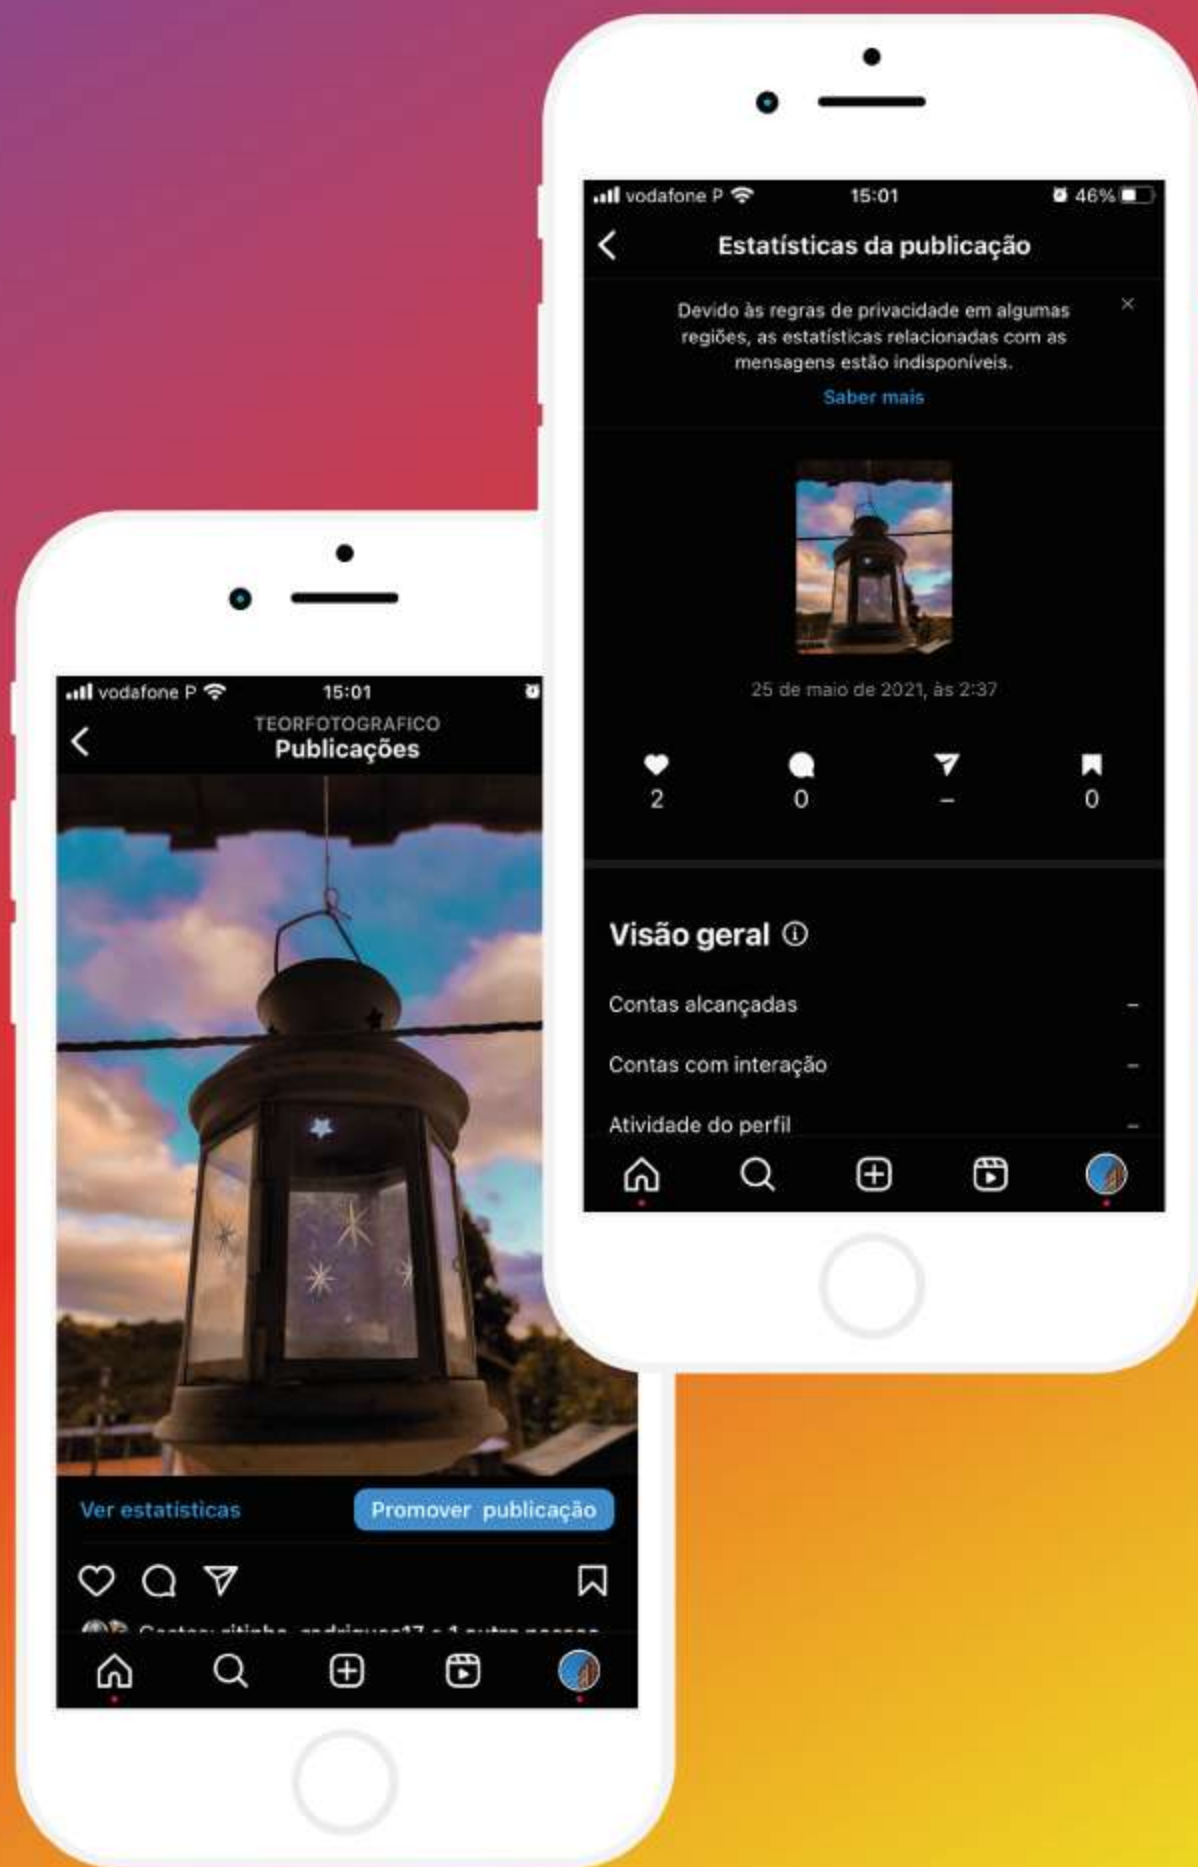 vodafone P 15:01 46%
Estatísticas da publicação
Devido às regras de privacidade em algumas
regiões, as estatísticas relacionadas com as
mensagens estão indisponíveis.
Saber mais
25 de maio de 2021, às 2:37
2 0 – 0
Visão geral
Contas alcançadas –
Contas com interação –
Atividade do perfil –
vodafone P 15:01
TEORFOTOGRAFICO
Publicações
Ver estatísticas Promover publicação